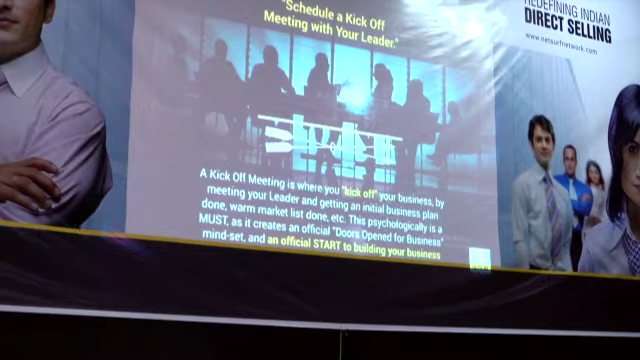 "Schedule a Kick Off
Meeting with Your Leader."
REDEFINING INDIAN
DIRECT SELLING
www.netsurfnetwork.com
A Kick Off Meeting is where you "kick off" your business, by
meeting your Leader and getting an initial business plan
done, warm market list done, etc. This psychologically is a
MUST, as it creates an official "Doors Opened for Business"
mind-set, and an official START to building your business